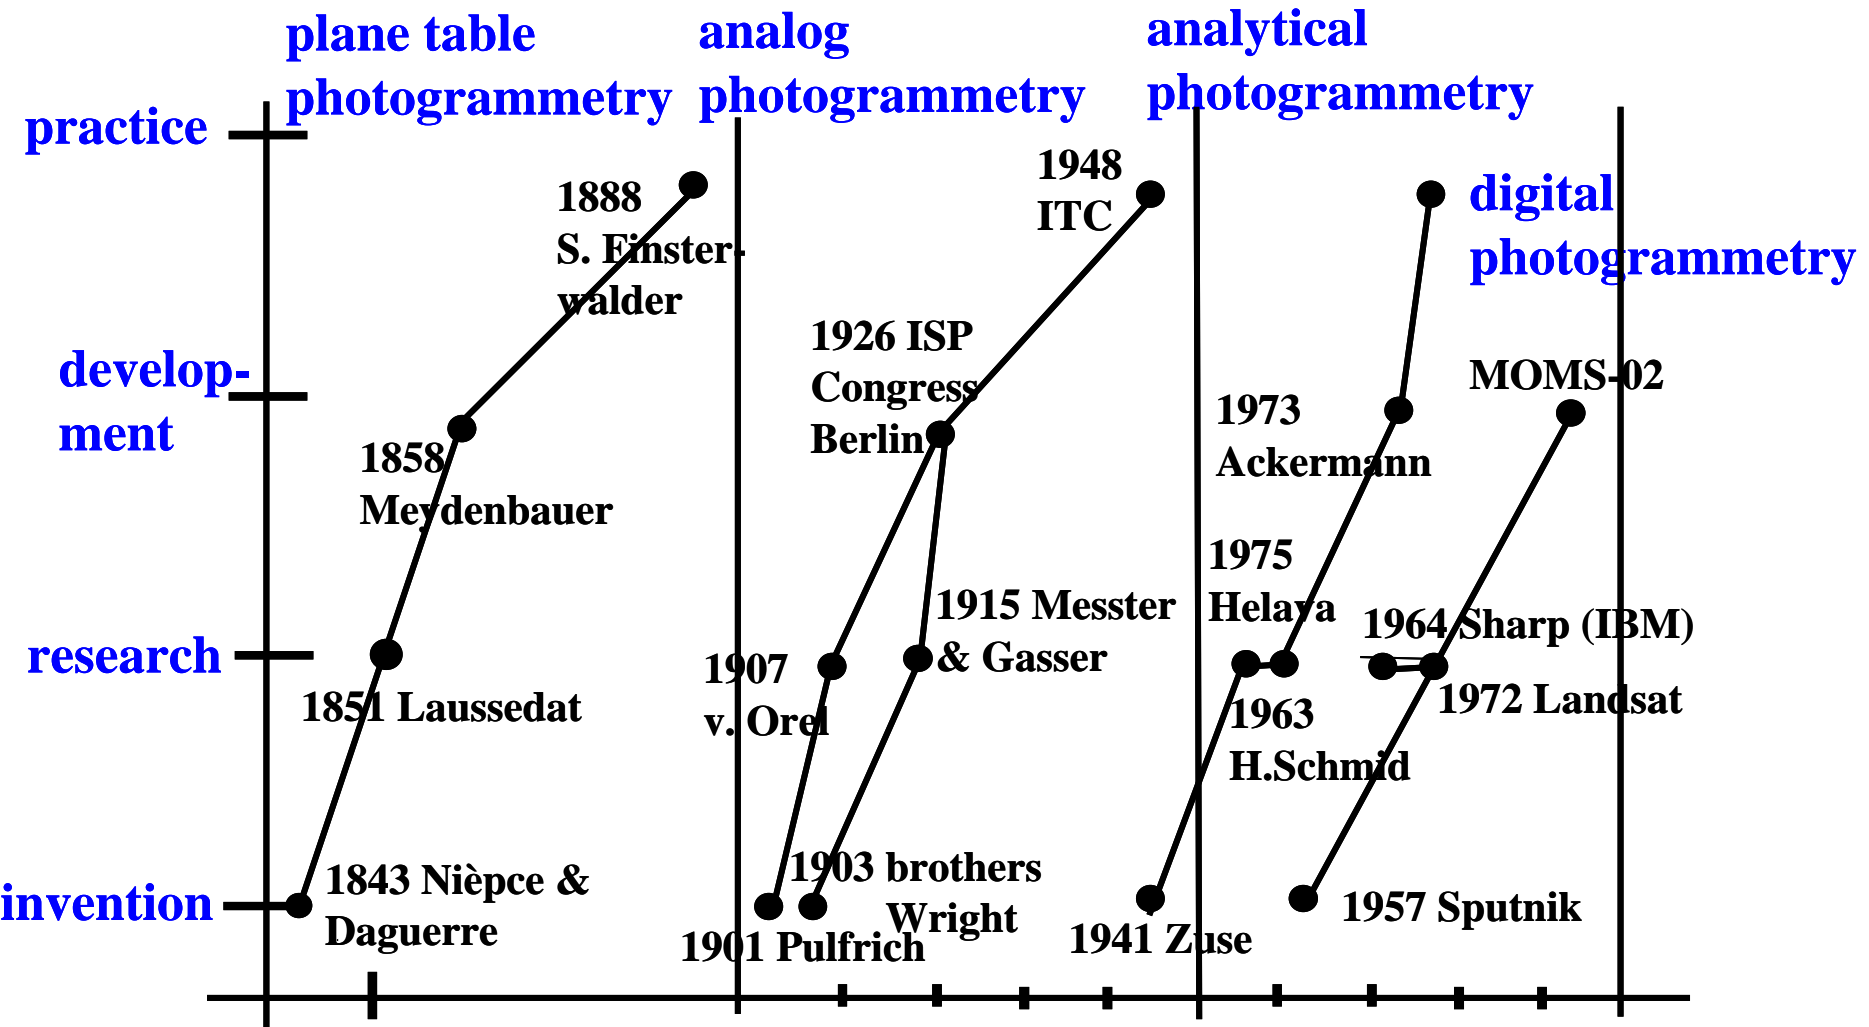 plane table
photogrammetry
analog
photogrammetry
analytical
photogrammetry
practice
1888
S. Finster-
walder
1948
ITC
digital
photogrammetry
develop-
ment
1858
Meydenbauer
1926 ISP
Congress
Berlin
1973
Ackermann
MOMS-02
research
1851 Laussedat
1907
v. Orel
1915 Messter
& Gasser
1975
Helava
1963
H.Schmid
1964 Sharp (IBM)
1972 Landsat
invention
1843 Nièpce &
Daguerre
1903 brothers
Wright
1901 Pulfrich
1941 Zuse
1957 Sputnik